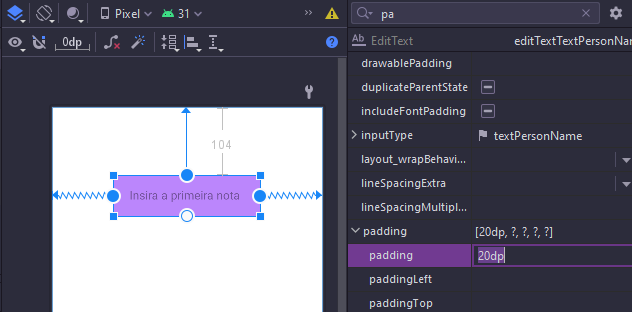 Pixel 31 pa
0dp Ab EditText editTextTextPersonNam
drawablePadding
duplicateParentState
includeFontPadding
104 inputType textPersonName
layout_wrapBehavi...
Insira a primeira nota lineSpacingExtra
lineSpacingMultipl...
padding [20dp, ?, ?, ?, ?]
padding 20dp
paddingLeft
paddingTop